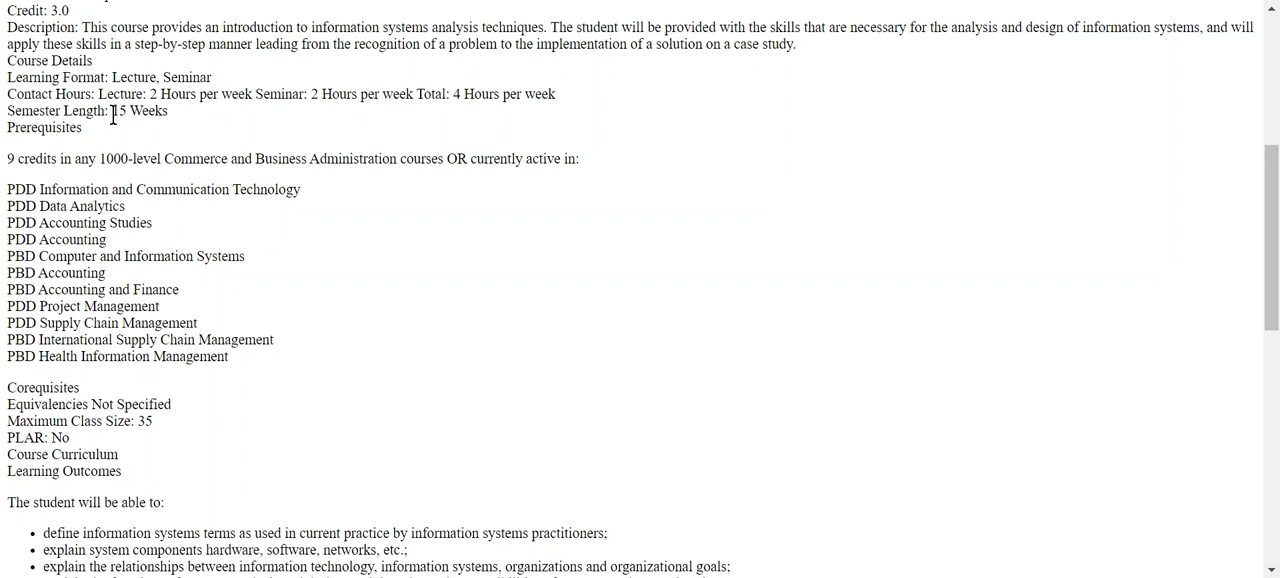 Credit: 3.0
Description: This course provides an introduction to information systems analysis techniques. The student will be provided with the skills that are necessary for the analysis and design of information systems, and will
apply these skills in a step-by-step manner leading from the recognition of a problem to the implementation of a solution on a case study.
Course Details
Learning Format: Lecture, Seminar
Contact Hours: Lecture: 2 Hours per week Seminar: 2 Hours per week Total: 4 Hours per week
Semester Length: 15 Weeks
Prerequisites
9 credits in any 1000-level Commerce and Business Administration courses OR currently active in:
PDD Information and Communication Technology
PDD Data Analytics
PDD Accounting Studies
PDD Accounting
PBD Computer and Information Systems
PBD Accounting
PBD Accounting and Finance
PDD Project Management
PDD Supply Chain Management
PBD International Supply Chain Management
PBD Health Information Management
Corequisites
Equivalencies Not Specified
Maximum Class Size: 35
PLAR: No
Course Curriculum
Learning Outcomes
The student will be able to:
• define information systems terms as used in current practice by information systems practitioners;
• explain system components hardware, software, networks, etc.;
• explain the relationships between information technology, information systems, organizations and organizational goals;